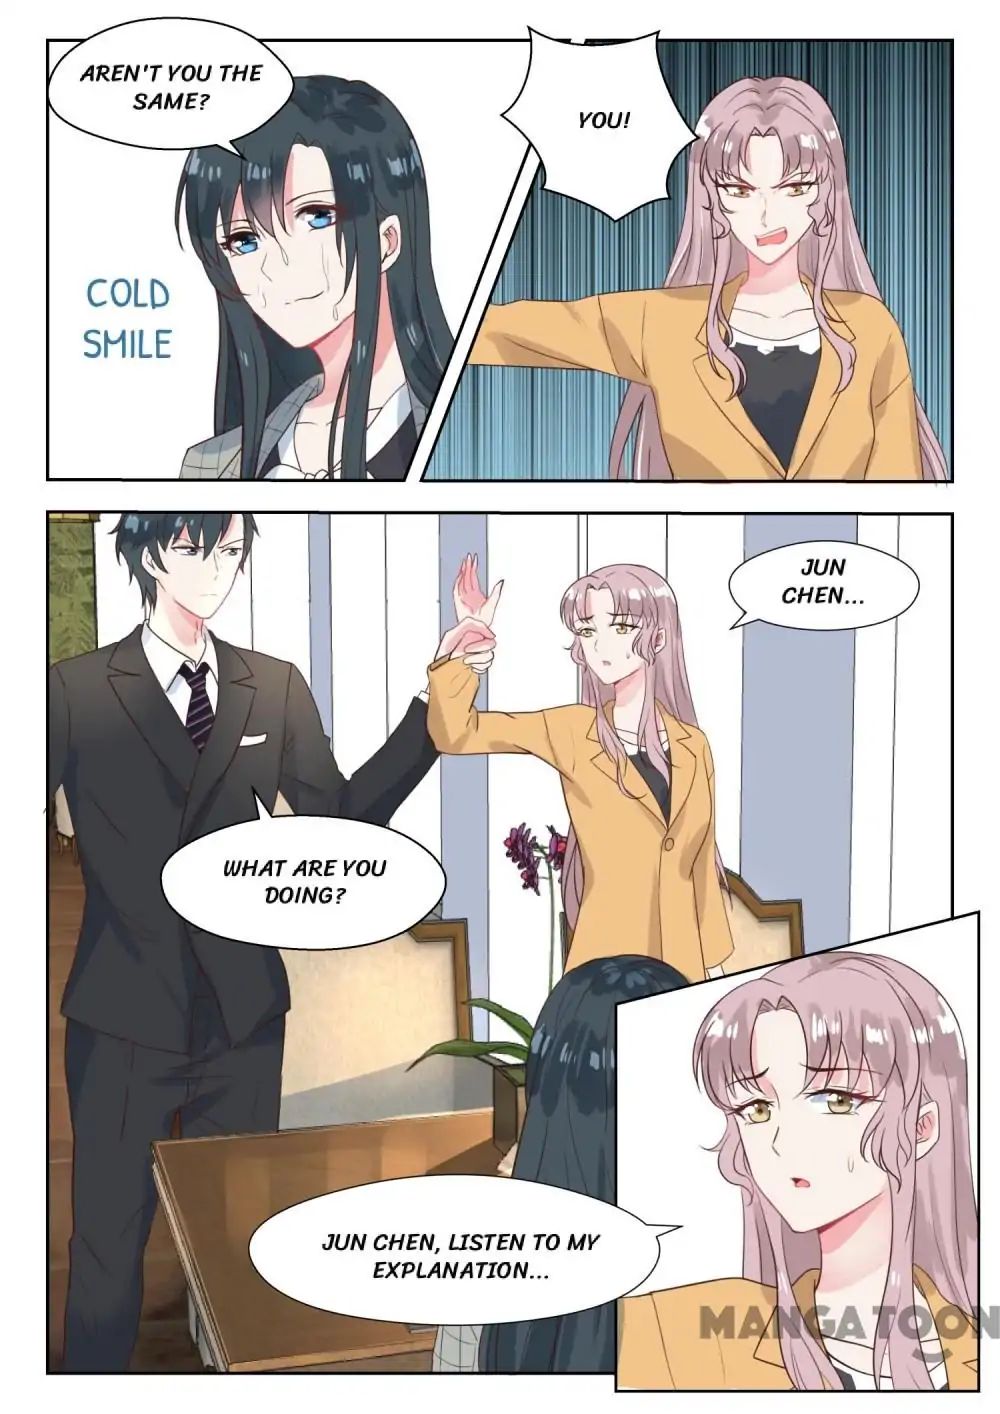 AREN'T YOU THE
SAME?
COLD
SMILE
YOU!
JUN
CHEN...
WHAT ARE YOU
DOING?
JUN CHEN, LISTEN TO MY
EXPLANATION...
MANGATOON